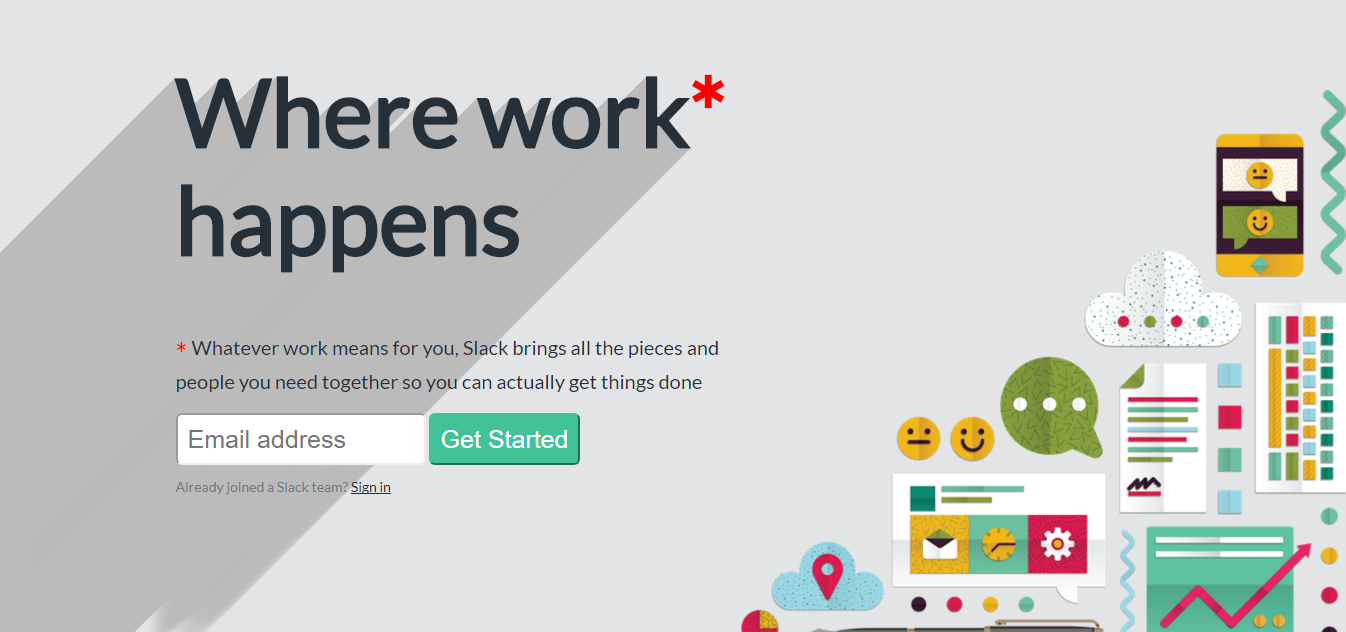 Where work*
happens
* Whatever work means for you, Slack brings all the pieces and
people you need together so you can actually get things done
Email address
Get Started
Already joined a Slack team? Sign in